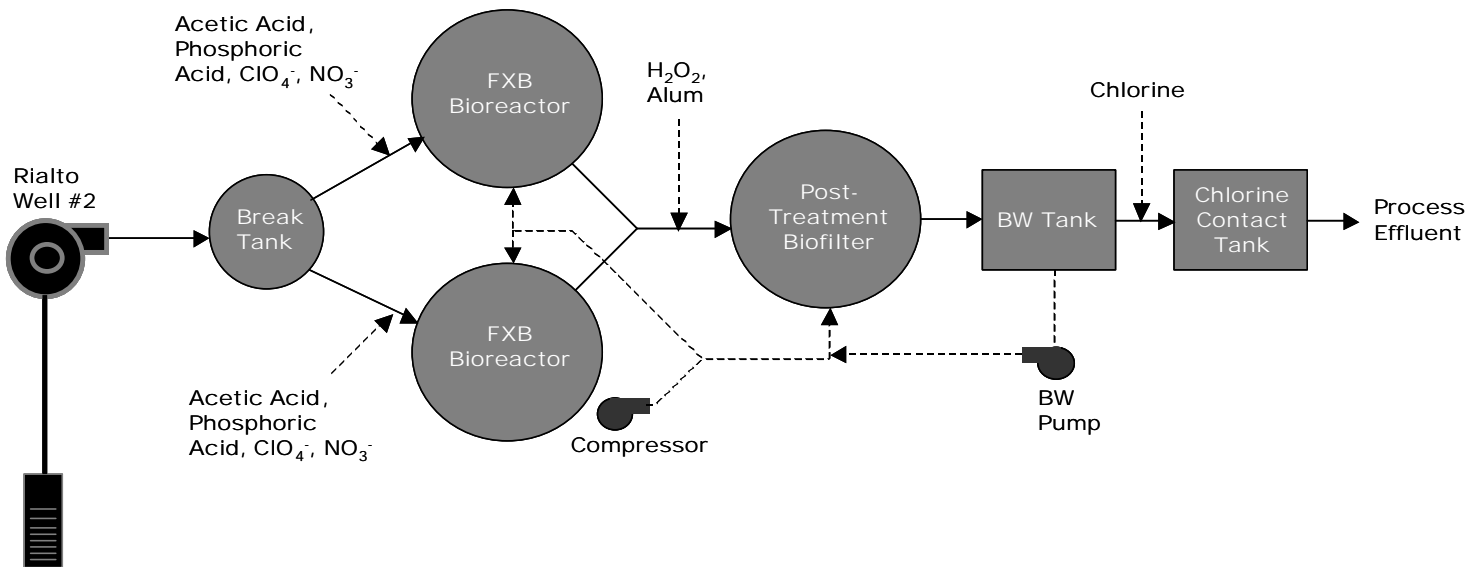 Acetic Acid,
Phosphoric
Acid, ClO₄⁻, NO₃⁻
FXB
Bioreactor
H₂O₂,
Alum
Chlorine
Rialto
Well #2
Break
Tank
Post-
Treatment
Biofilter
BW Tank
Chlorine
Contact
Tank
Process
Effluent
FXB
Bioreactor
Acetic Acid,
Phosphoric
Acid, ClO₄⁻, NO₃⁻
Compressor
BW
Pump